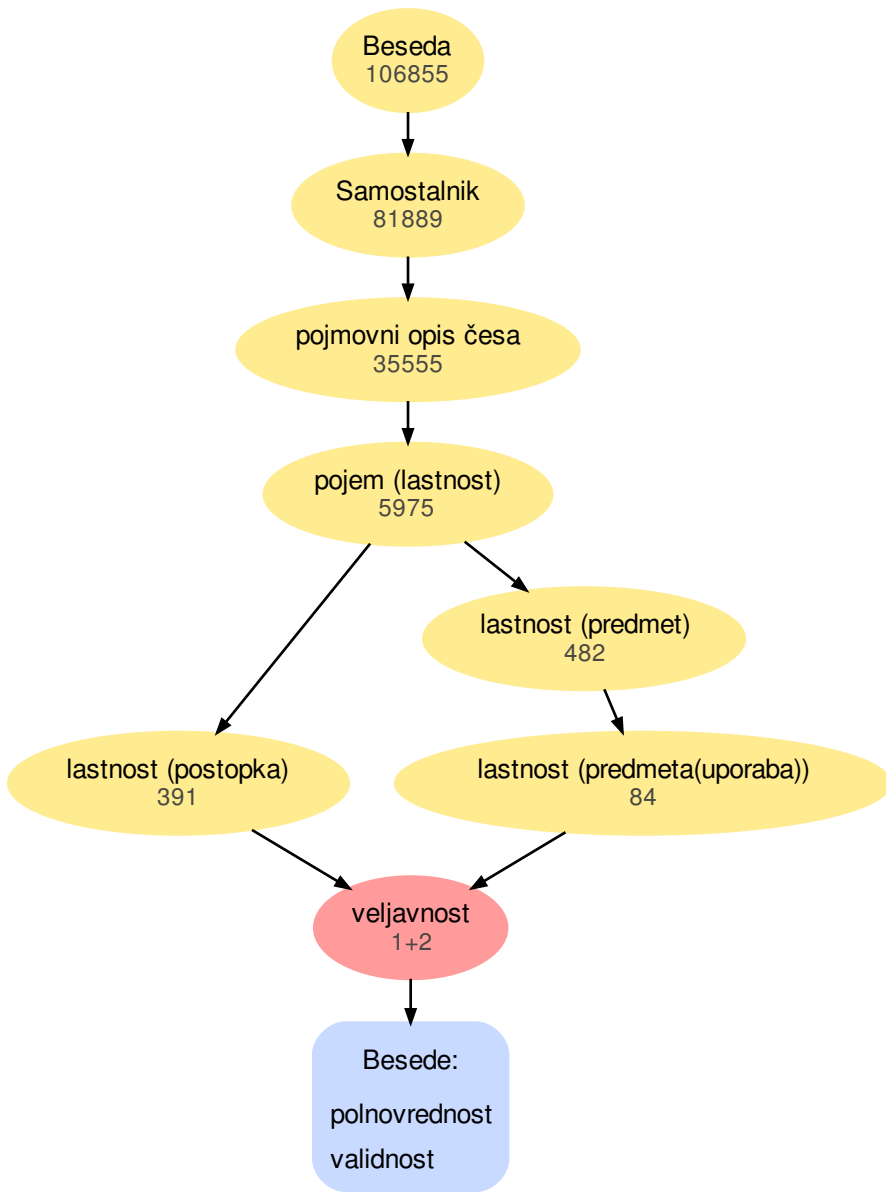 Beseda
106855
Samostalnik
81889
pojmovni opis česa
35555
pojem (lastnost)
5975
lastnost (predmet)
482
lastnost (postopka)
391
lastnost (predmeta(uporaba))
84
veljavnost
1+2
Besede:
polnovrednost
validnost